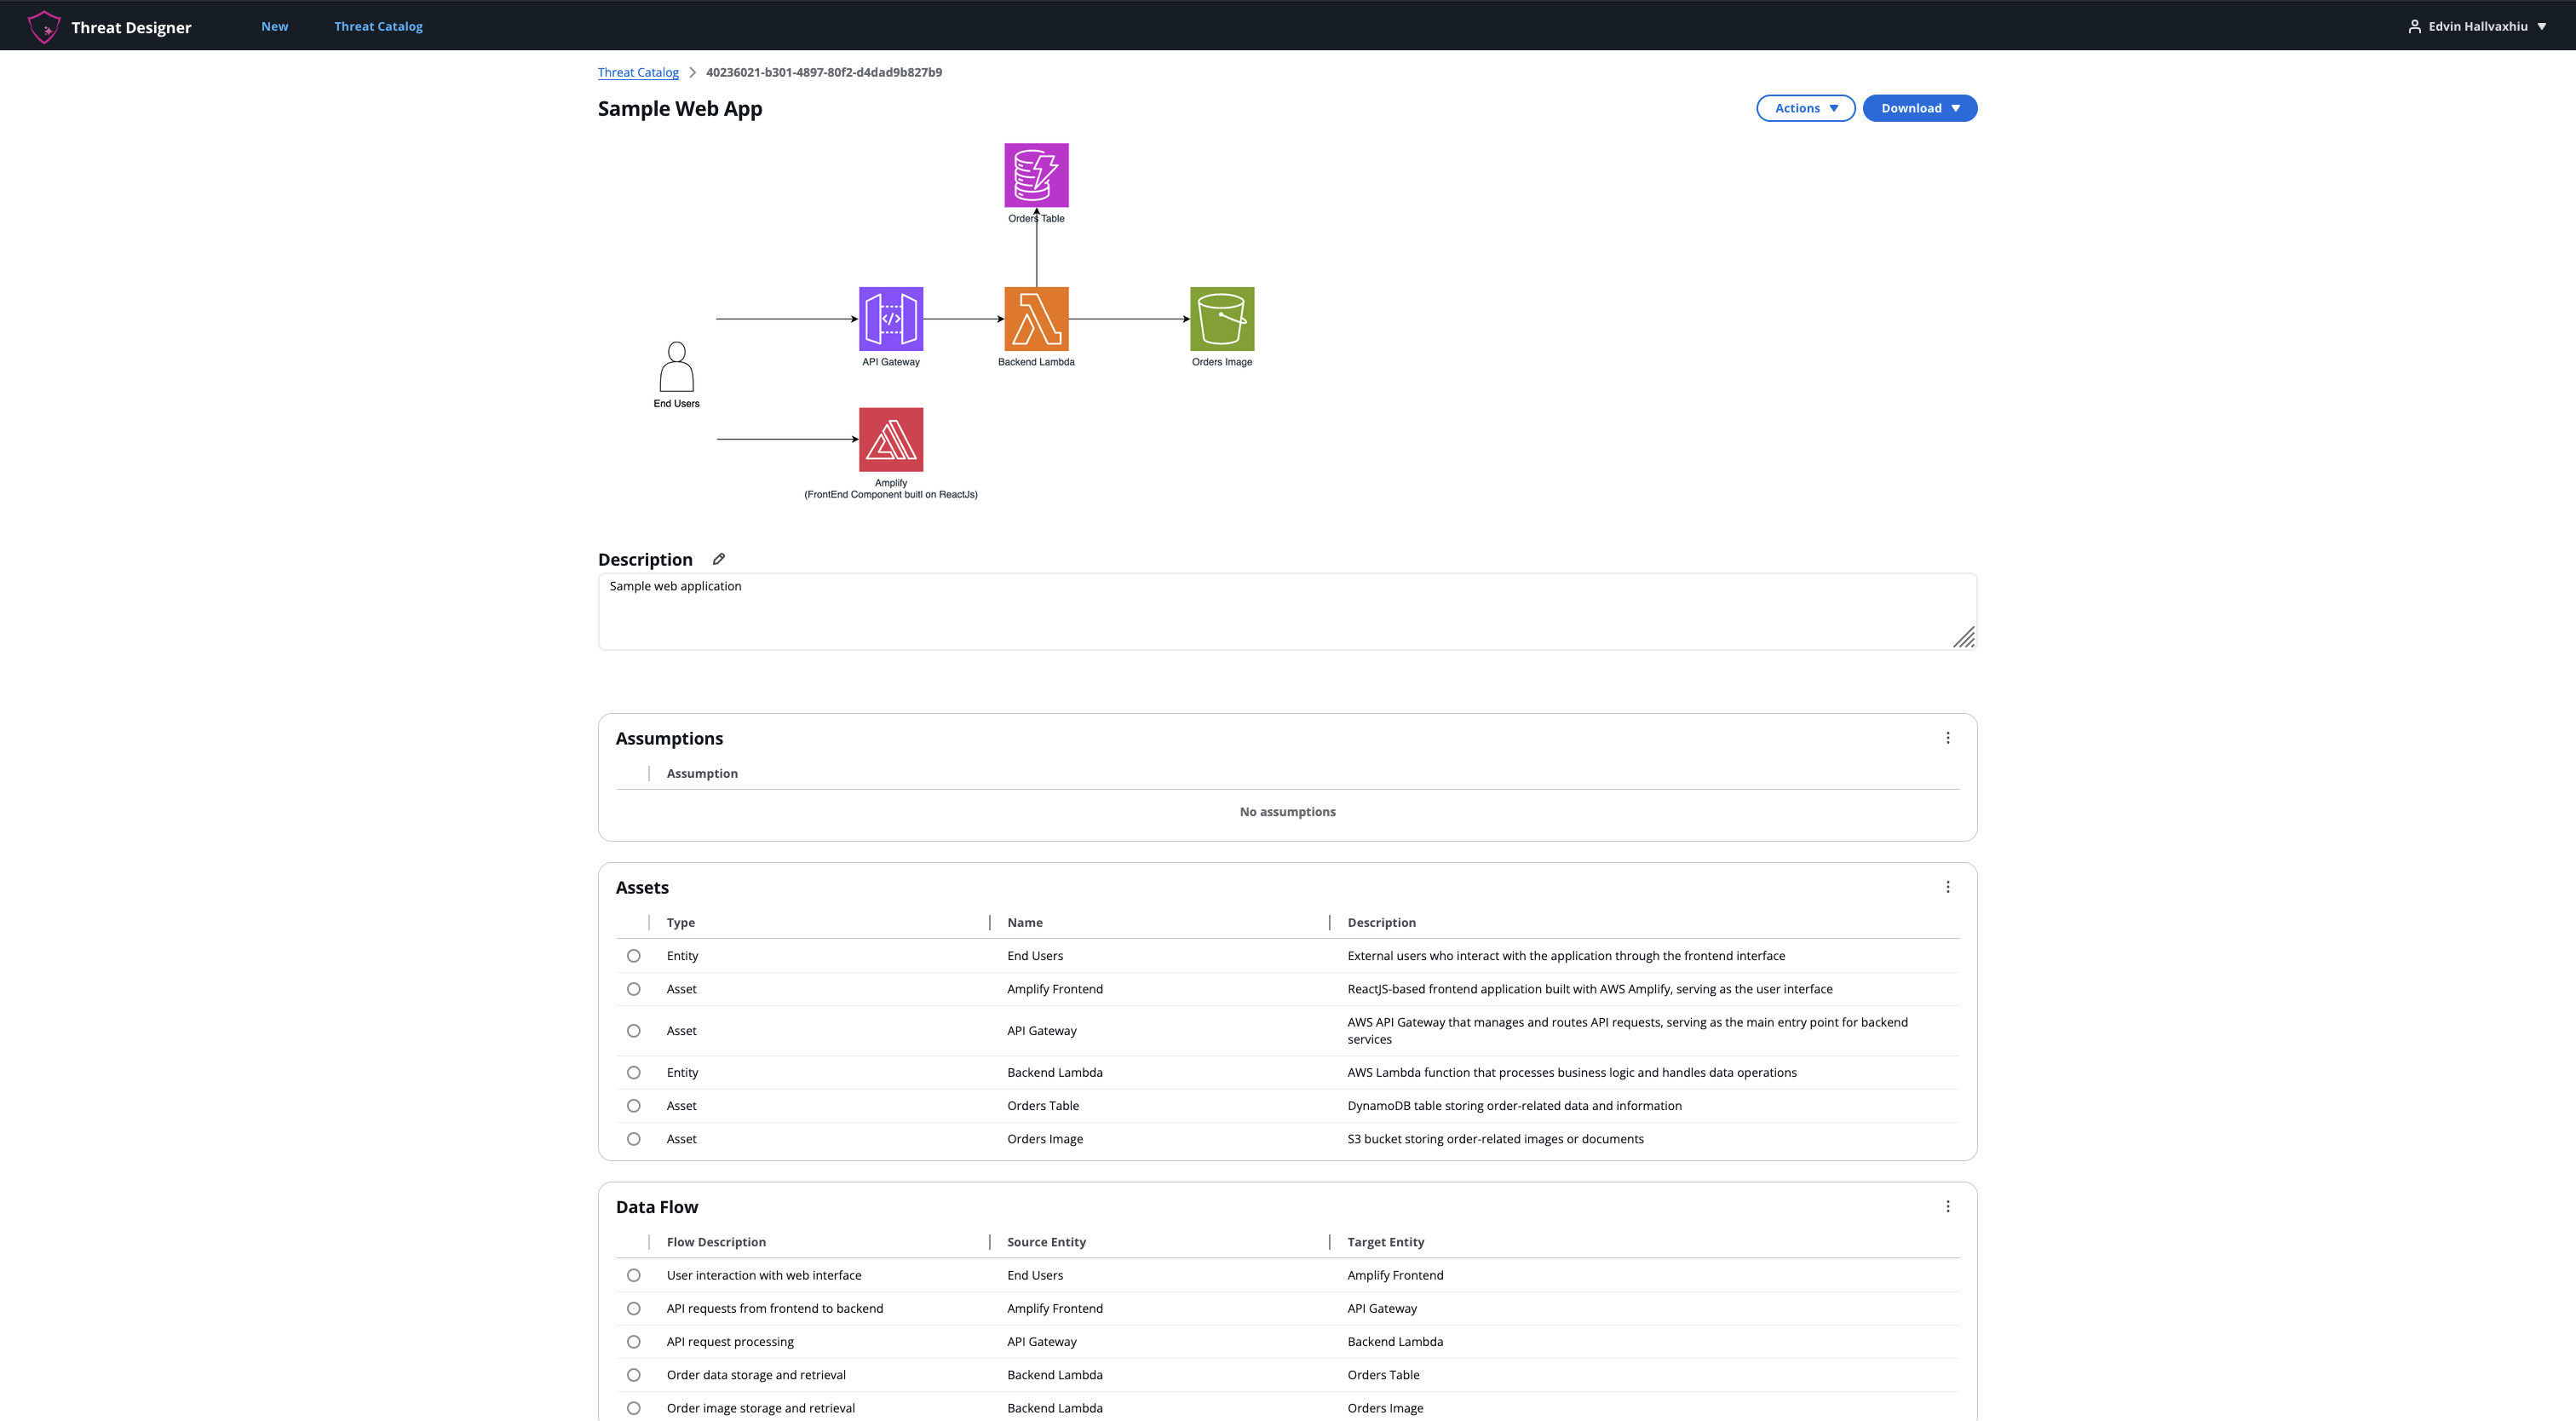 Threat Designer
New
Threat Catalog
Edvin Hallvaxhiu
Threat Catalog
40236021-b301-4897-80f2-d4dad9b827b9
Sample Web App
Actions
Download
Orders Table
API Gateway
Backend Lambda
Orders Image
End Users
Amplify
(FrontEnd Component buitl on ReactJs)
Description
Sample web application
Assumptions
Assumption
No assumptions
Assets
Type Name Description
Entity End Users External users who interact with the application through the frontend interface
Asset Amplify Frontend ReactJS-based frontend application built with AWS Amplify, serving as the user interface
Asset API Gateway AWS API Gateway that manages and routes API requests, serving as the main entry point for backend
services
Entity Backend Lambda AWS Lambda function that processes business logic and handles data operations
Asset Orders Table DynamoDB table storing order-related data and information
Asset Orders Image S3 bucket storing order-related images or documents
Data Flow
Flow Description Source Entity Target Entity
User interaction with web interface End Users Amplify Frontend
API requests from frontend to backend Amplify Frontend API Gateway
API request processing API Gateway Backend Lambda
Order data storage and retrieval Backend Lambda Orders Table
Order image storage and retrieval Backend Lambda Orders Image